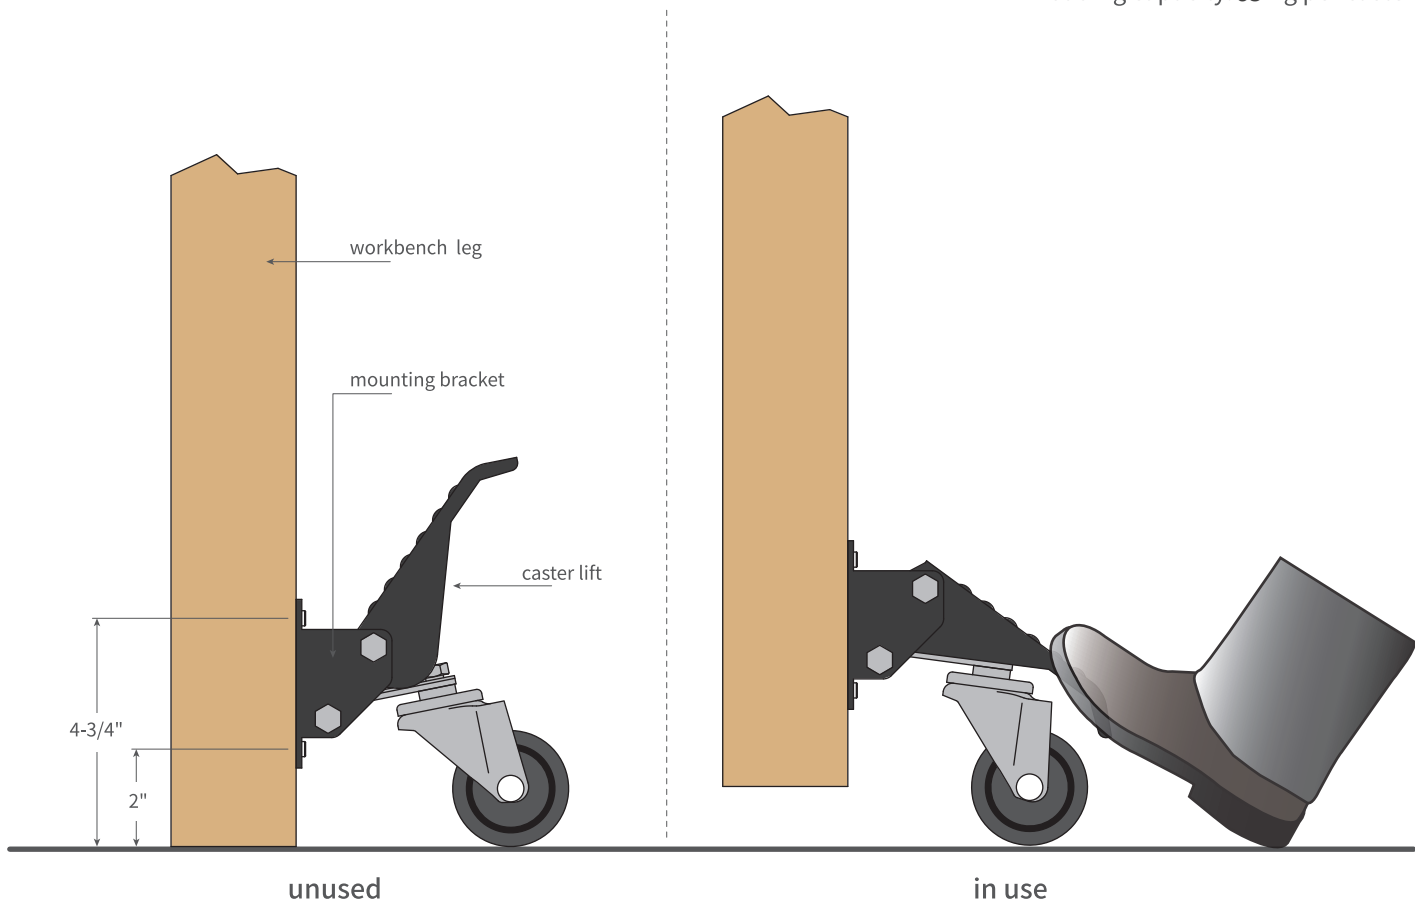 workbench leg
mounting bracket
caster lift
4-3/4"
2"
unused
in use